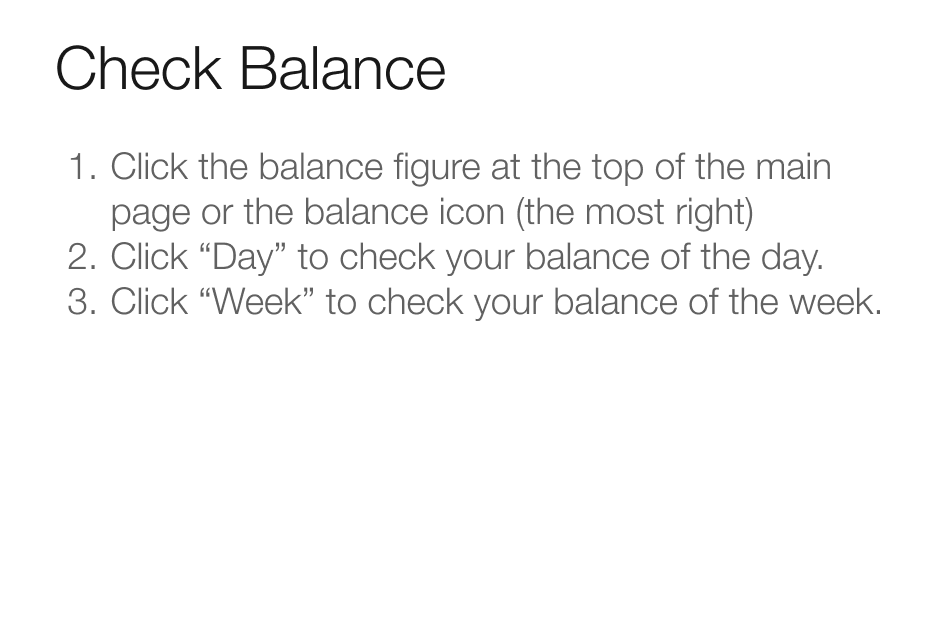 Check Balance
1. Click the balance figure at the top of the main
page or the balance icon (the most right)
2. Click “Day” to check your balance of the day.
3. Click “Week” to check your balance of the week.